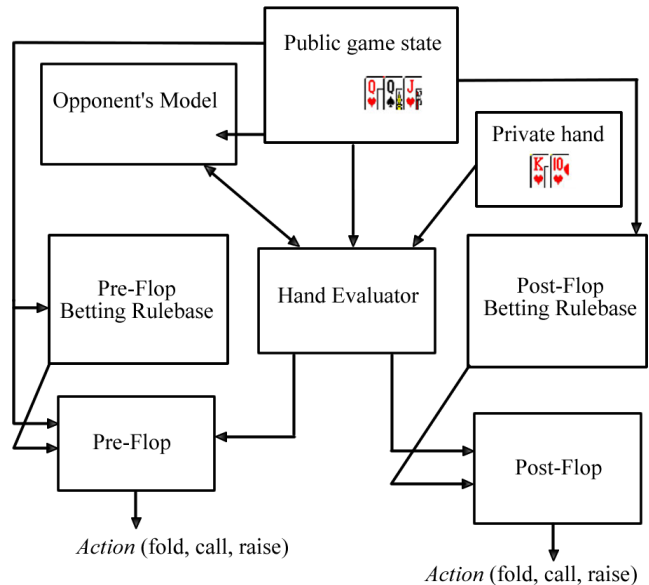 Public game state
Q Q J
Opponent's Model
Private hand
K 10
Pre-Flop
Betting Rulebase
Hand Evaluator
Post-Flop
Betting Rulebase
Pre-Flop
Post-Flop
Action (fold, call, raise)
Action (fold, call, raise)